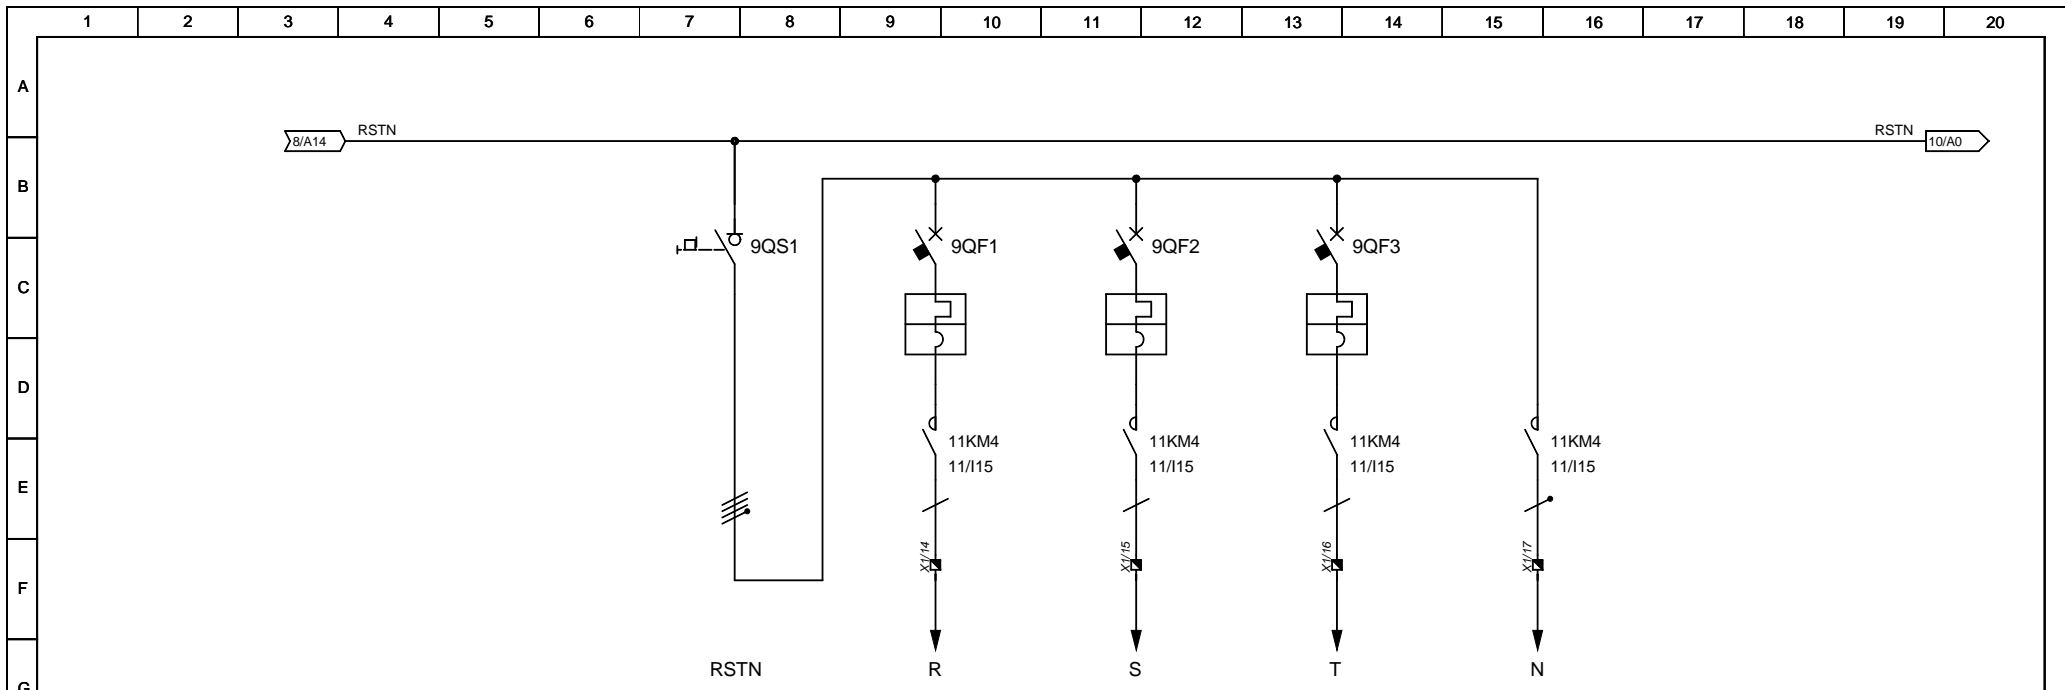 1 2 3 4 5 6 7 8 9 10 11 12 13 14 15 16 17 18 19 20
A
8/A14 RSTN RSTN 10/A0
B
9QS1 9QF1 9QF2 9QF3
C
D
11KM4 11KM4 11KM4 11KM4
11/I15 11/I15 11/I15 11/I15
E
X1/14 X1/15 X1/16 X1/17
F
RSTN R S T N
G